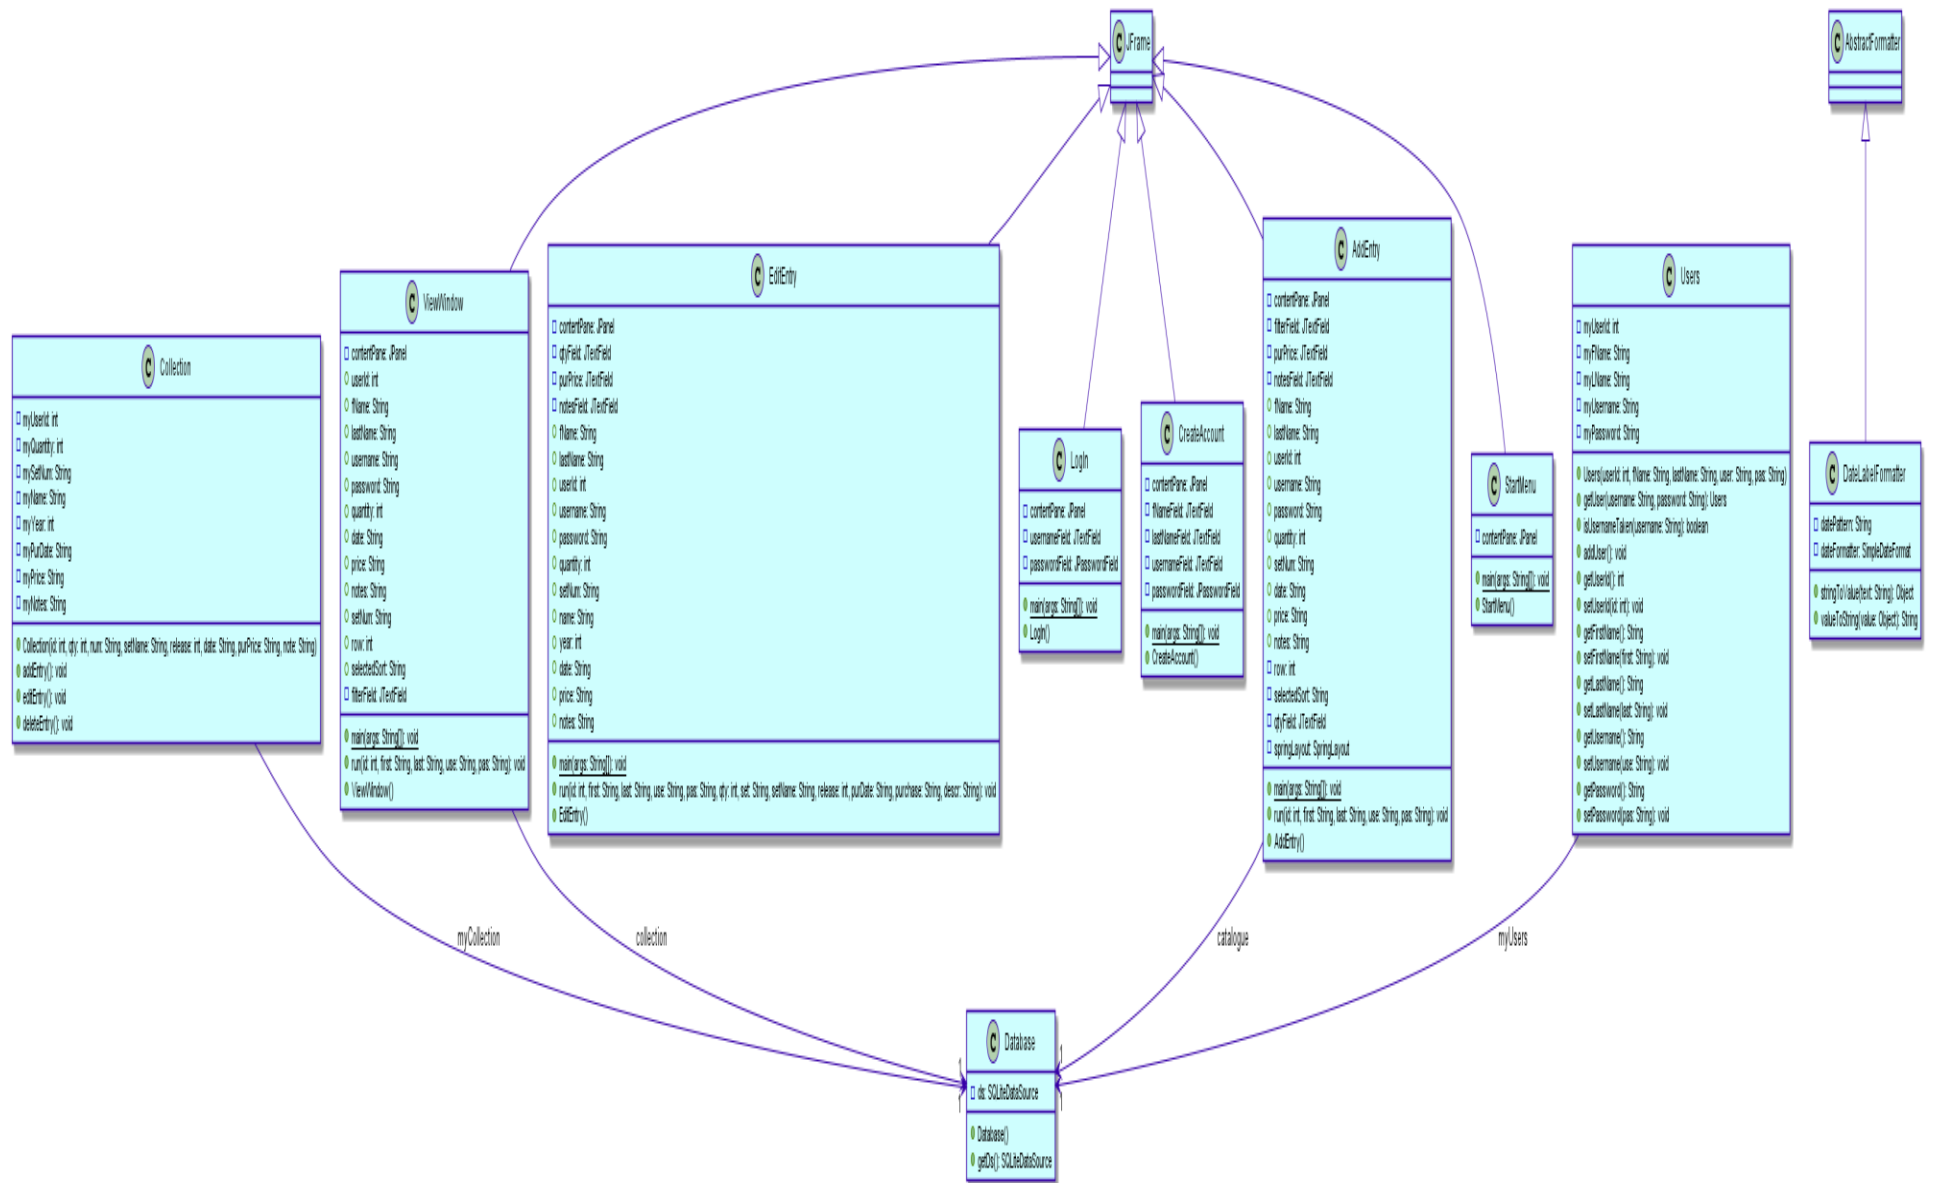 JFrame
AbstractFormatter
Collection
myUserId: int
myQuantity: int
mySetNum: String
myName: String
myYear: int
myPurDate: String
myPrice: String
myNotes: String
Collection(id: int, qty: int, num: String, setName: String, release: int, date: String, purPrice: String, note: String)
addEntry(): void
editEntry(): void
deleteEntry(): void
ViewWindow
contentPane: JPanel
userId: int
fName: String
lastName: String
username: String
password: String
quantity: int
date: String
price: String
notes: String
setNum: String
row: int
selectedSort: String
filterField: JTextField
main(args: String[]): void
run(id: int, first: String, last: String, use: String, pas: String): void
ViewWindow()
EditEntry
contentPane: JPanel
qtyField: JTextField
purPrice: JTextField
notesField: JTextField
fName: String
lastName: String
userId: int
username: String
password: String
quantity: int
setNum: String
name: String
year: int
date: String
price: String
notes: String
main(args: String[]): void
run(id: int, first: String, last: String, use: String, pas: String, qty: int, set: String, setName: String, release: int, purDate: String, purchase: String, descr: String): void
EditEntry()
LogIn
contentPane: JPanel
usernameField: JTextField
passwordField: JPasswordField
main(args: String[]): void
LogIn()
CreateAccount
contentPane: JPanel
fNameField: JTextField
lastNameField: JTextField
usernameField: JTextField
passwordField: JPasswordField
main(args: String[]): void
CreateAccount()
AddEntry
contentPane: JPanel
filterField: JTextField
purPrice: JTextField
notesField: JTextField
fName: String
lastName: String
userId: int
username: String
password: String
quantity: int
setNum: String
date: String
price: String
notes: String
row: int
selectedSort: String
qtyField: JTextField
springLayout: SpringLayout
main(args: String[]): void
run(id: int, first: String, last: String, use: String, pas: String): void
AddEntry()
StartMenu
contentPane: JPanel
main(args: String[]): void
StartMenu()
Users
myUserId: int
myFName: String
myLName: String
myUsername: String
myPassword: String
Users(userId: int, fName: String, lastName: String, user: String, pas: String)
getUser(username: String, password: String): Users
isUsernameTaken(username: String): boolean
addUser(): void
getUserId(): int
setUserId(id: int): void
getFirstName(): String
setFirstName(first: String): void
getLastName(): String
setLastName(last: String): void
getUsername(): String
setUsername(use: String): void
getPassword(): String
setPassword(pas: String): void
DateLabelFormatter
datePattern: String
dateFormatter: SimpleDateFormat
stringToValue(text: String): Object
valueToString(value: Object): String
myCollection
collection
catalogue
myUsers
1
1
1
1
Database
ds: SQLiteDataSource
Database()
getDs(): SQLiteDataSource